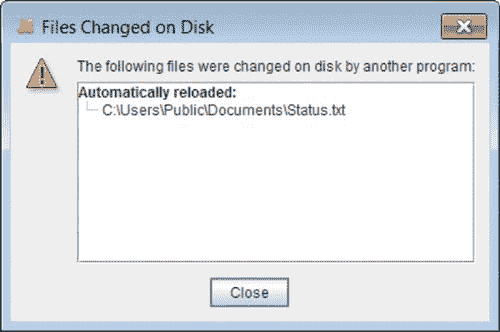 Files Changed on Disk
The following files were changed on disk by another program:
Automatically reloaded:
C:\Users\Public\Documents\Status.txt
Close